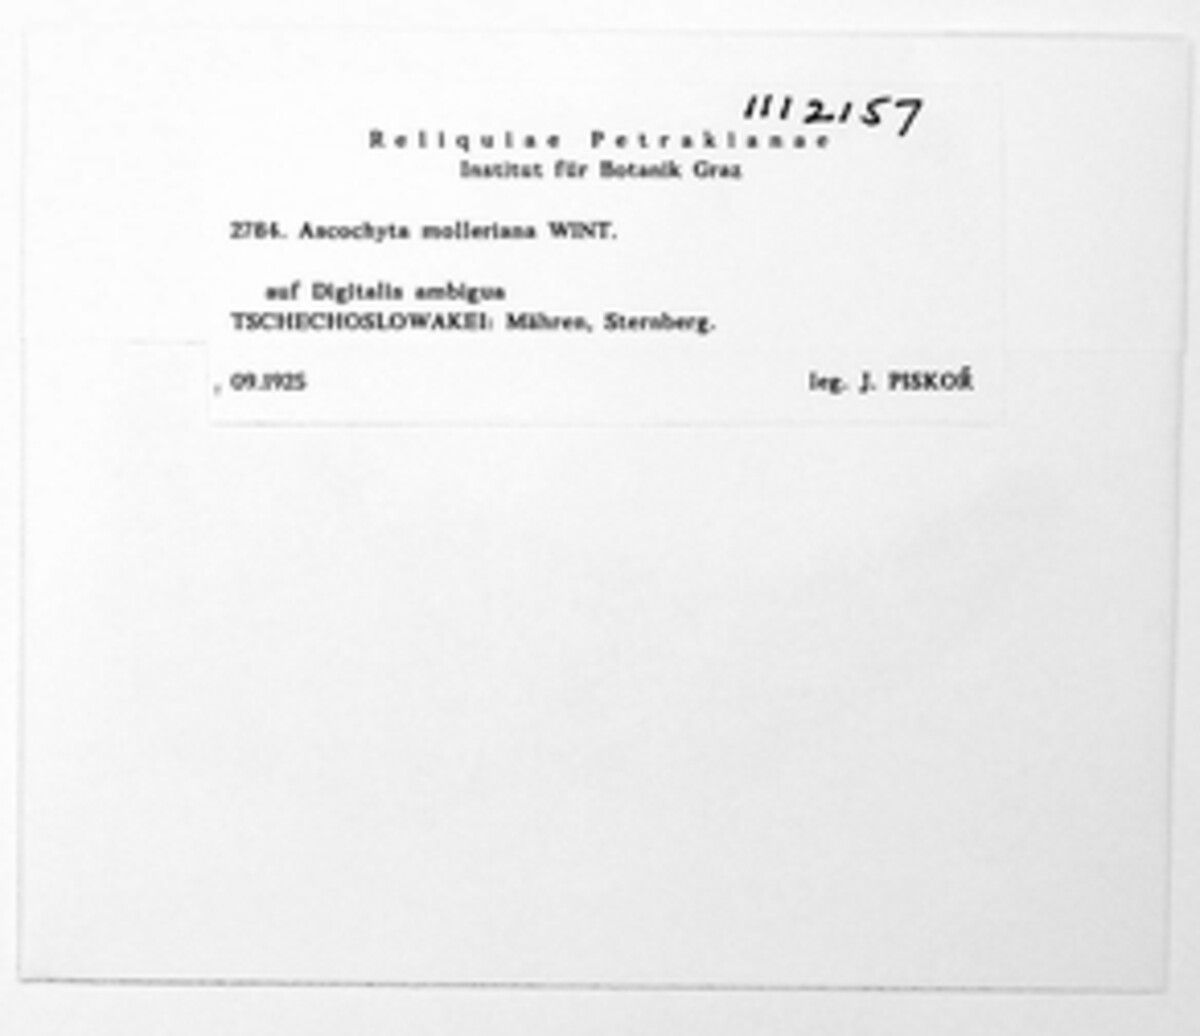 1112157
Reliquiae Petrakianae
Institut für Botanik Graz
2784. Ascochyta molleriana WINT.
auf Digitalis ambigua
TSCHECHOSLOWAKEI: Mähren, Sternberg.
, 09.1925 leg. J. PISKOŘ